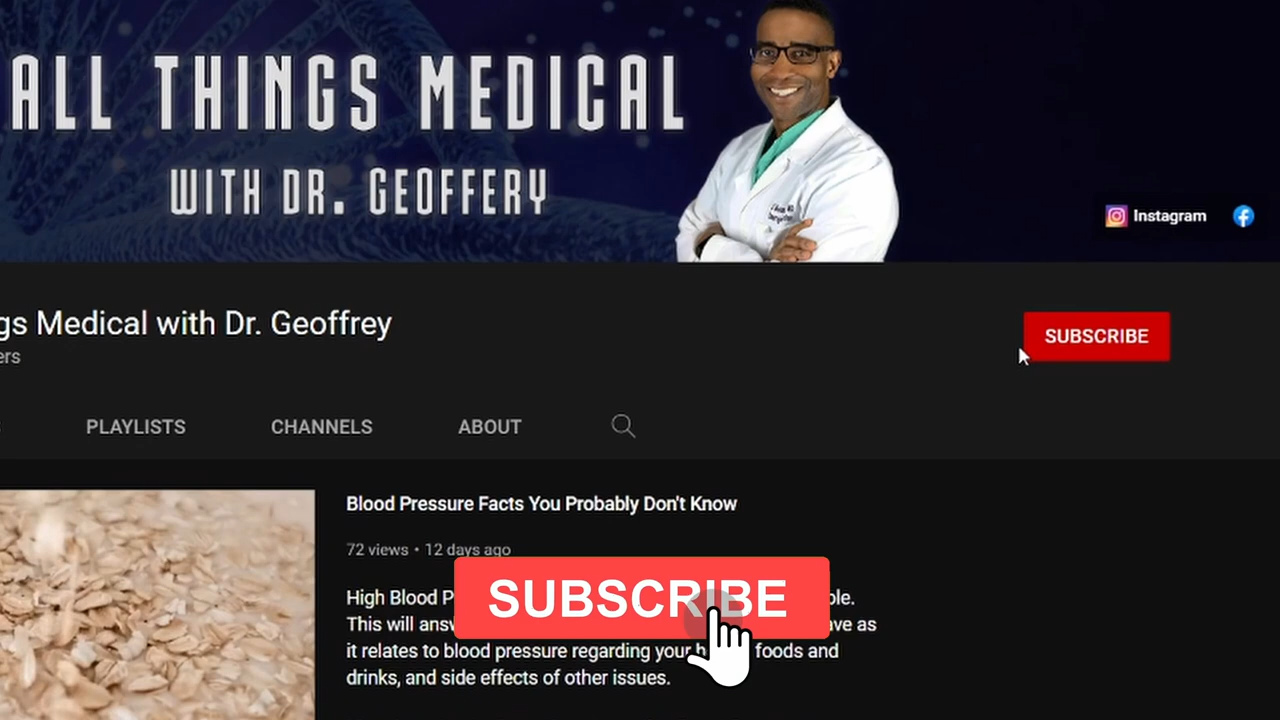 ALL THINGS MEDICAL
WITH DR. GEOFFERY
Instagram
gs Medical with Dr. Geoffrey
ers
SUBSCRIBE
PLAYLISTS CHANNELS ABOUT
Blood Pressure Facts You Probably Don't Know
72 views • 12 days ago
SUBSCRIBE
High Blood P ble.
This will answ ave as
it relates to blood pressure regarding your h foods and
drinks, and side effects of other issues.